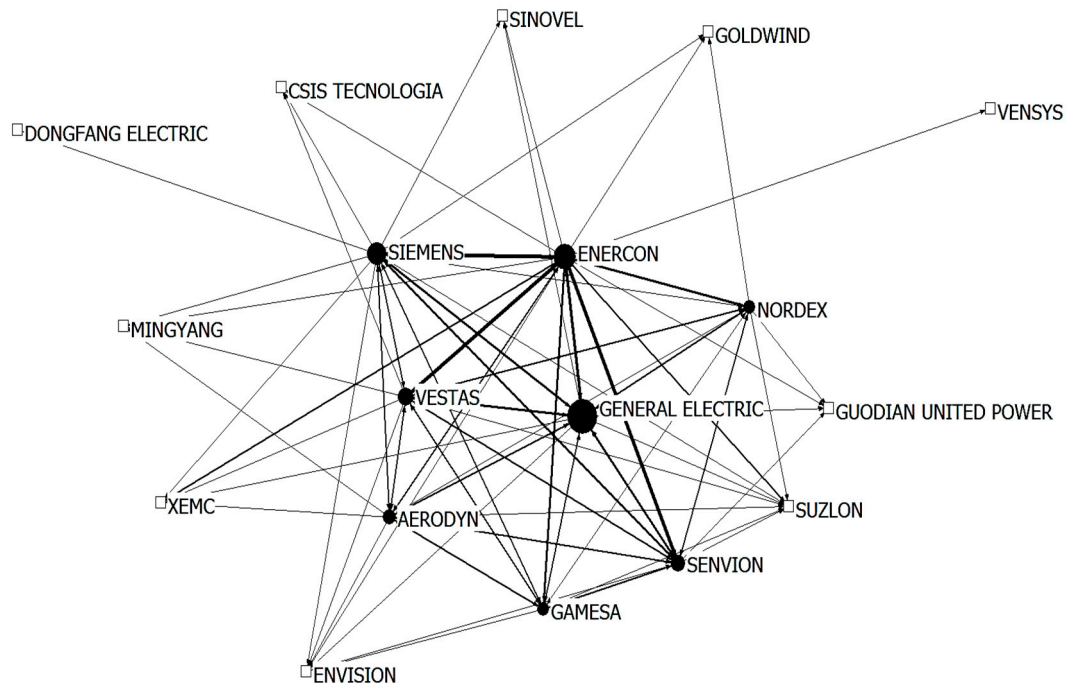 SINOVEL
GOLDWIND
CSIS TECNOLOGIA
VENSYS
DONGFANG ELECTRIC
SIEMENS
ENERCON
NORDEX
MINGYANG
VESTAS
GENERAL ELECTRIC
GUODIAN UNITED POWER
XEMC
AERODYN
SUZLON
SENVION
GAMESA
ENVISION